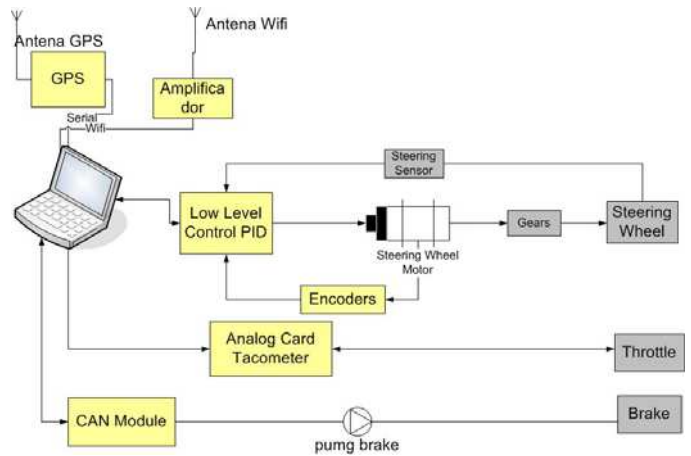 Antena GPS
Antena Wifi
GPS
Amplifica
dor
Serial
Wifi
Steering
Sensor
Low Level
Control PID
Gears
Steering
Wheel
Steering Wheel
Motor
Encoders
Analog Card
Tacometer
Throttle
CAN Module
Brake
pumg brake